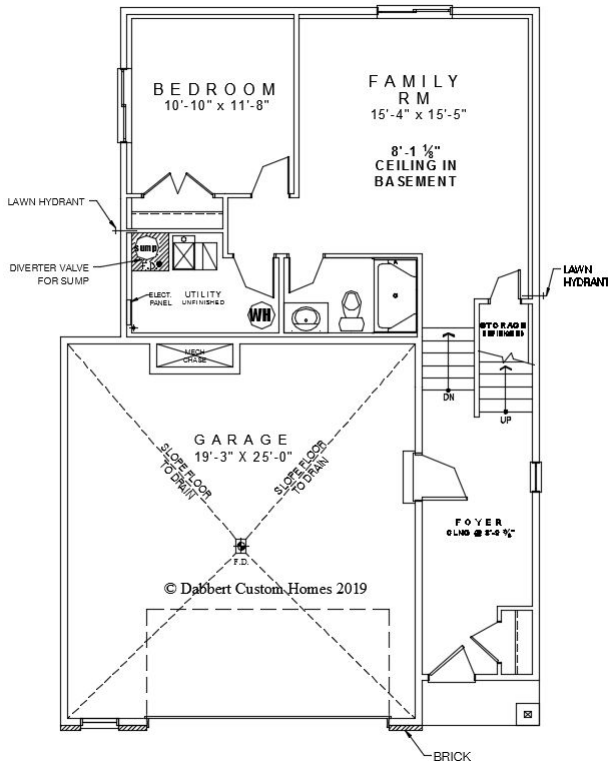 BEDROOM
10'-10" x 11'-8"
FAMILY
RM
15'-4" x 15'-5"
8'-1 ⅛"
CEILING IN
BASEMENT
LAWN HYDRANT
Sump
F.D.
DIVERTER VALVE
FOR SUMP
ELECT.
PANEL
UTILITY
UNFINISHED
WH
LAWN
HYDRANT
STORAGE
MECH
CHASE
DN
UP
GARAGE
19'-3" X 25'-0"
SLOPE FLOOR
TO DRAIN
SLOPE FLOOR
TO DRAIN
F.D.
FOYER
CLNG @
© Dabbert Custom Homes 2019
BRICK